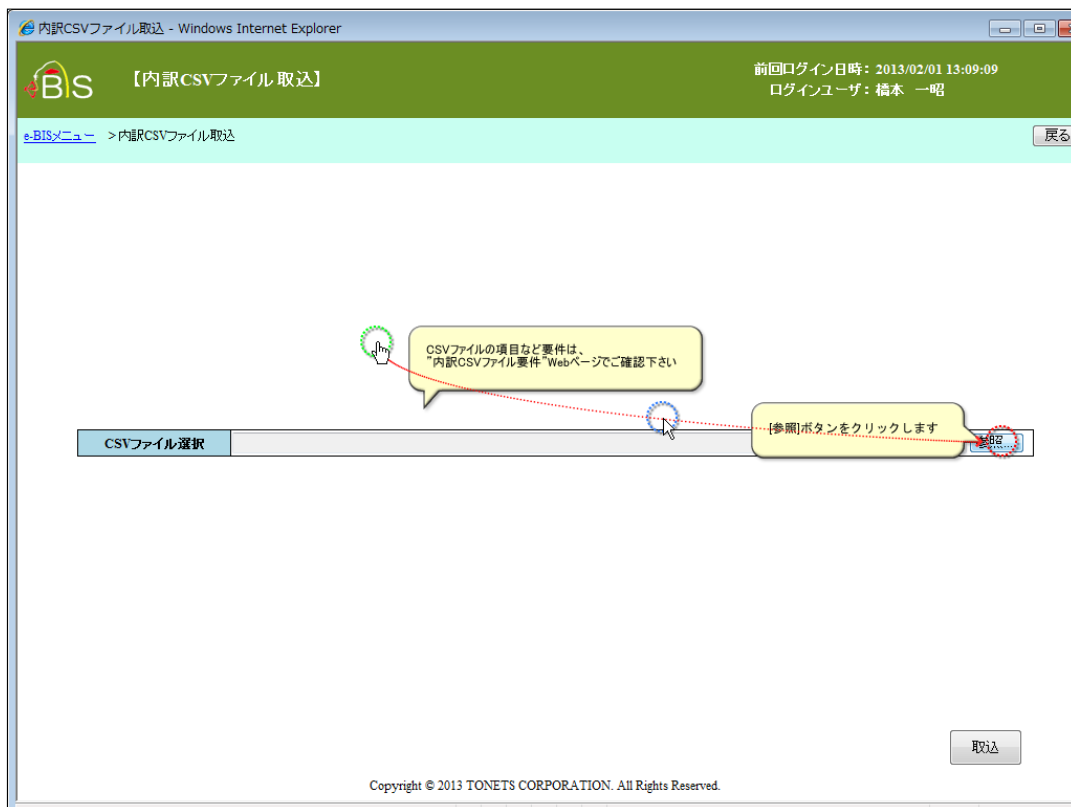 内訳CSVファイル取込 - Windows Internet Explorer
eBIS
【内訳CSVファイル 取込】
前回ログイン日時：2013/02/01 13:09:09
ログインユーザ：橋本　一昭
e-BISメニュー　>内訳CSVファイル取込
戻る
CSVファイルの項目など要件は、
"内訳CSVファイル要件"Webページでご確認下さい
[参照]ボタンをクリックします
CSVファイル選択
参照...
取込
Copyright © 2013 TONETS CORPORATION. All Rights Reserved.